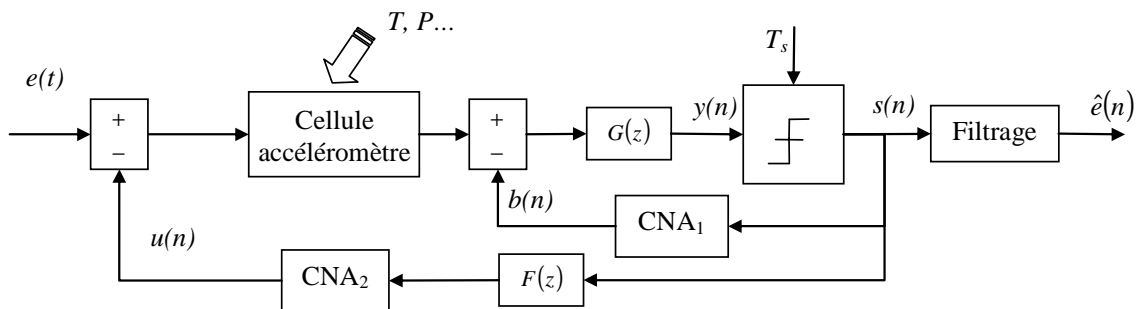 T, P...
T_s
e(t)
+
−
Cellule
accéléromètre
+
−
G(z)
y(n)
s(n)
Filtrage
ê(n)
b(n)
CNA₁
u(n)
CNA₂
F(z)